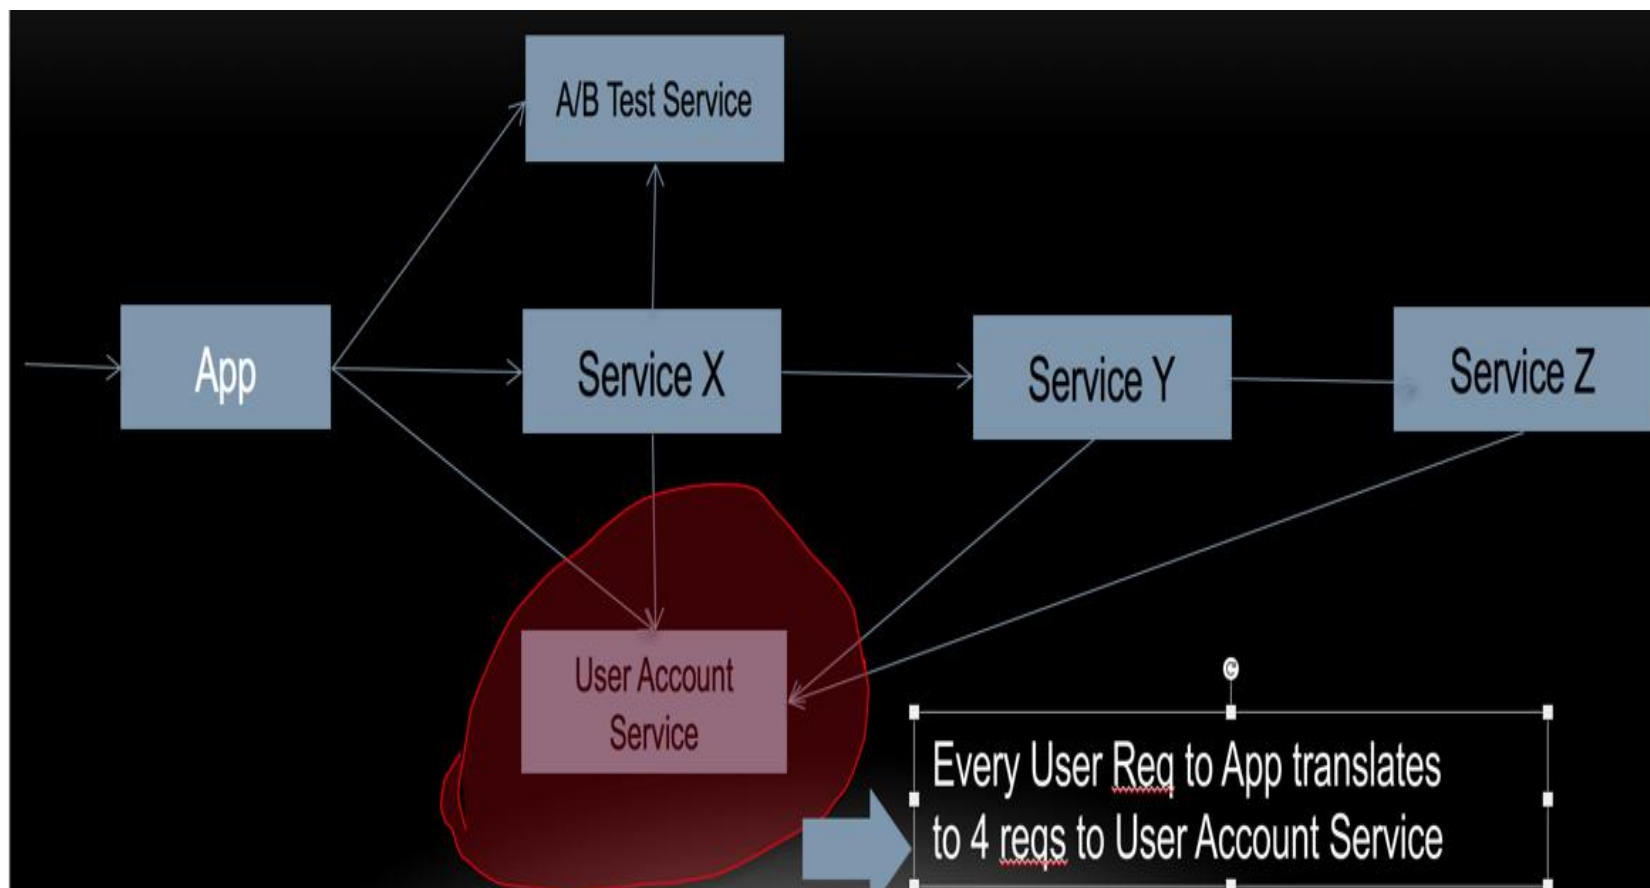 A/B Test Service
App
Service X
Service Y
Service Z
User Account
Service
Every User Req to App translates
to 4 reqs to User Account Service